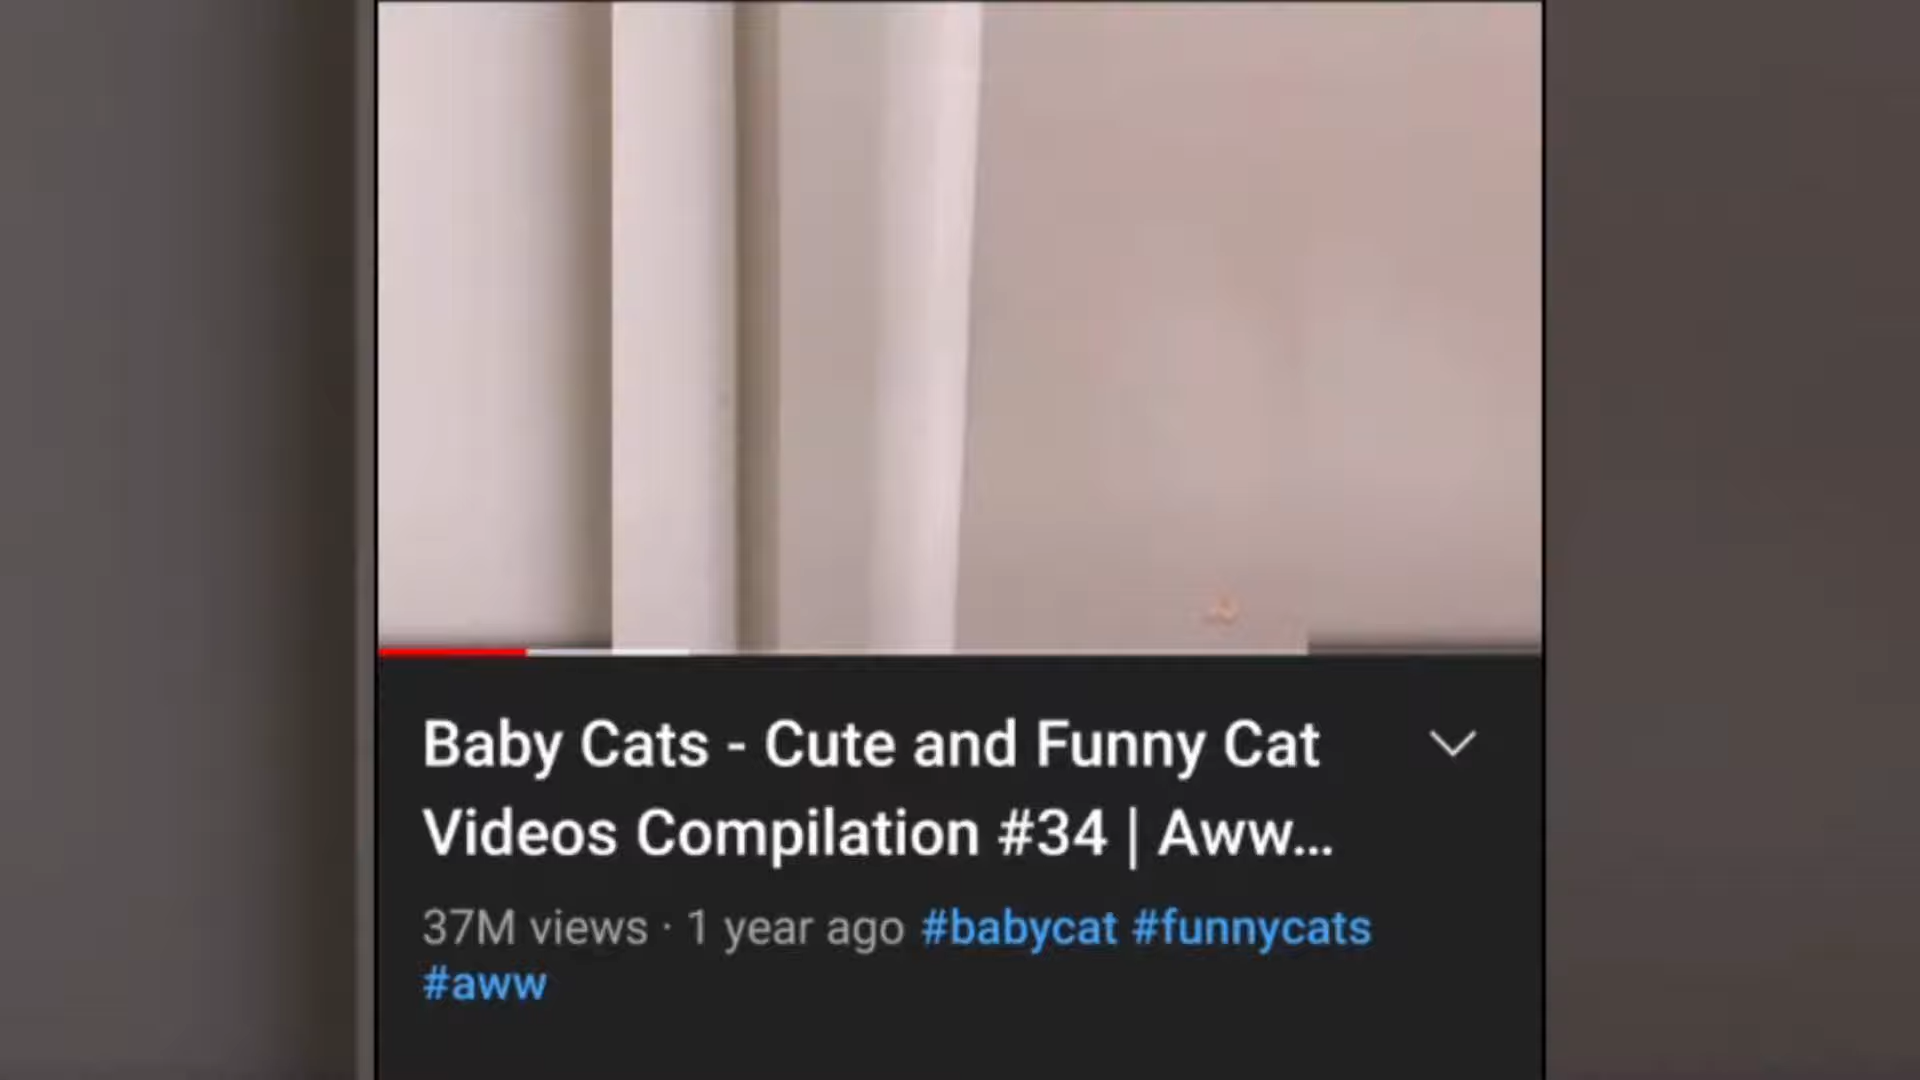 Baby Cats - Cute and Funny Cat
Videos Compilation #34 | Aww...
37M views · 1 year ago #babycat #funnycats
#aww